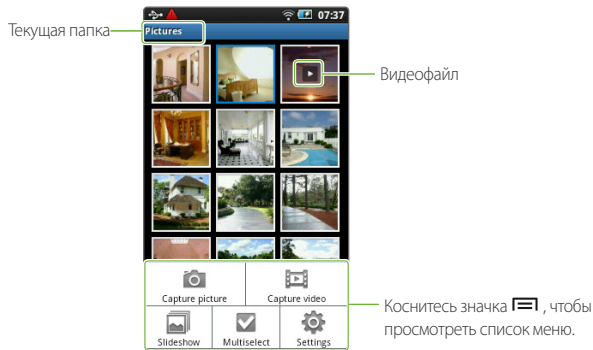 07:37
Текущая папка
Pictures
Видеофайл
Capture picture
Capture video
Коснитесь значка , чтобы
просмотреть список меню.
Slideshow
Multiselect
Settings